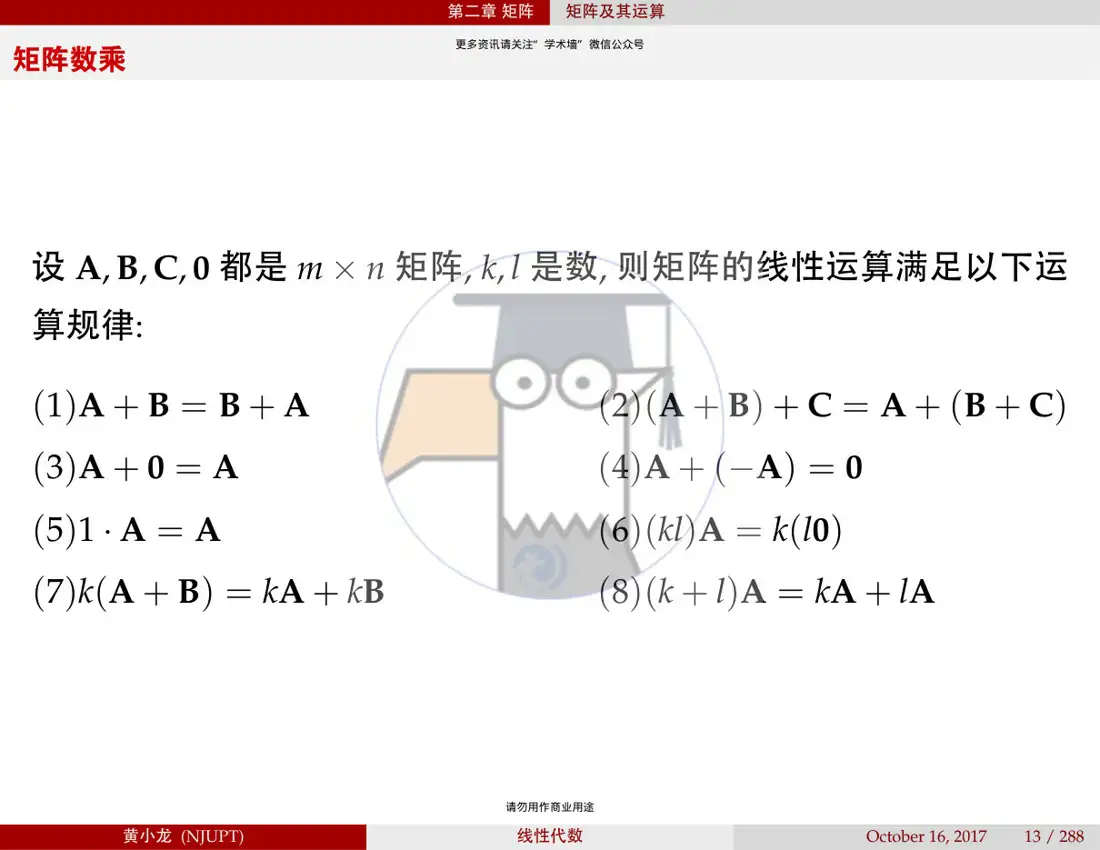 第二章 矩阵 矩阵及其运算
更多资讯请关注“学术墙”微信公众号
矩阵数乘
设 A, B, C, 0 都是 m × n 矩阵, k, l 是数, 则矩阵的线性运算满足以下运
算规律:
(1)A + B = B + A (2)(A + B) + C = A + (B + C)
(3)A + 0 = A (4)A + (−A) = 0
(5)1 · A = A (6)(kl)A = k(l0)
(7)k(A + B) = kA + kB (8)(k + l)A = kA + lA
请勿用作商业用途
黄小龙 (NJUPT) 线性代数 October 16, 2017 13 / 288